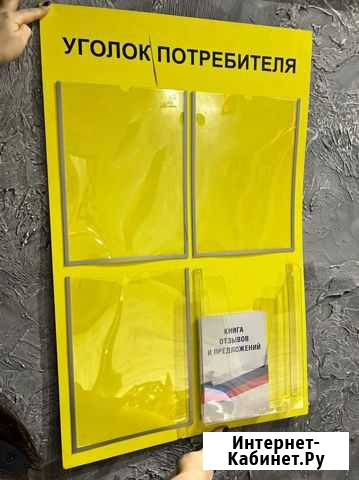 УГОЛОК ПОТРЕБИТЕЛЯ
КНИГА
ОТЗЫВОВ
И ПРЕДЛОЖЕНИЙ
Интернет-
Кабинет.Ру